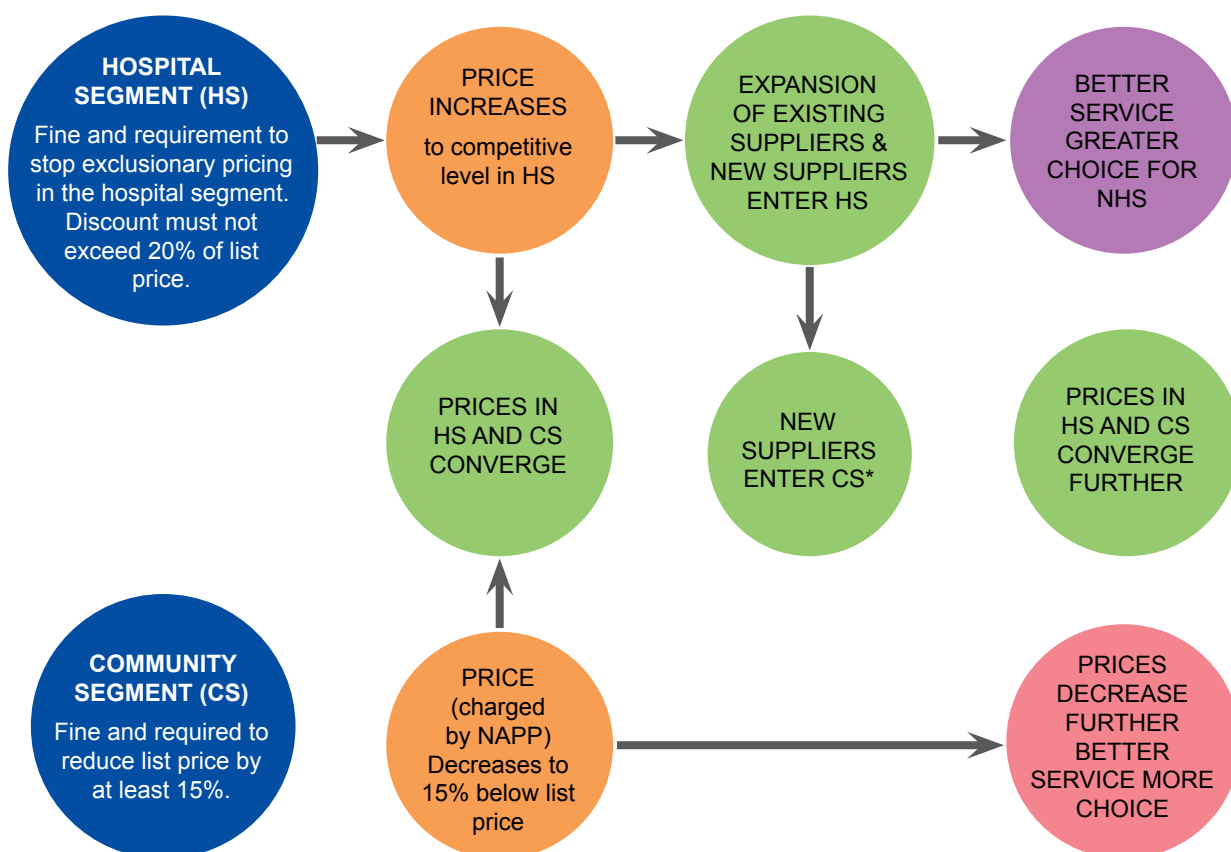 HOSPITAL
SEGMENT (HS)
Fine and requirement to
stop exclusionary pricing
in the hospital segment.
Discount must not
exceed 20% of list
price.
PRICE
INCREASES
to competitive
level in HS
EXPANSION
OF EXISTING
SUPPLIERS &
NEW SUPPLIERS
ENTER HS
BETTER
SERVICE
GREATER
CHOICE FOR
NHS
PRICES IN
HS AND CS
CONVERGE
NEW
SUPPLIERS
ENTER CS*
PRICES IN
HS AND CS
CONVERGE
FURTHER
COMMUNITY
SEGMENT (CS)
Fine and required to
reduce list price by
at least 15%.
PRICE
(charged
by NAPP)
Decreases to
15% below list
price
PRICES
DECREASE
FURTHER
BETTER
SERVICE MORE
CHOICE